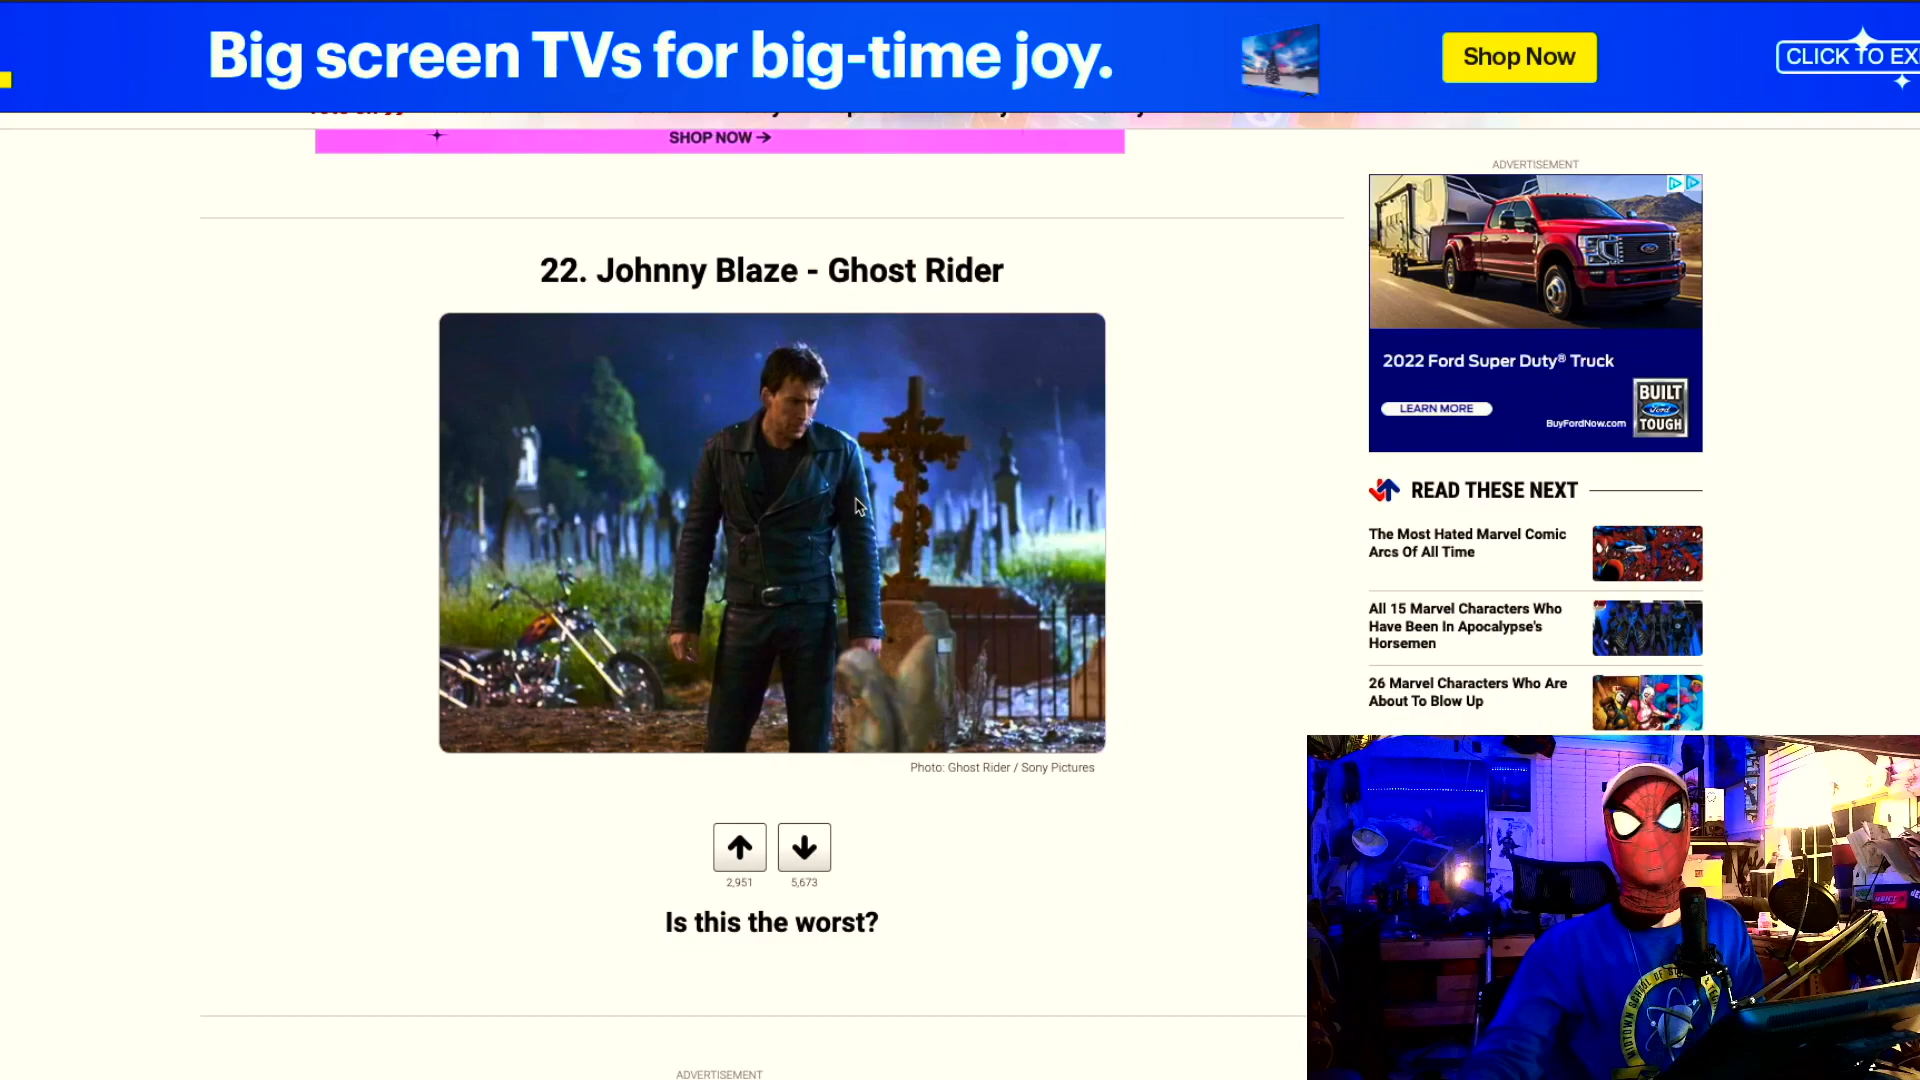 Big screen TVs for big-time joy.
Shop Now
CLICK TO EX
SHOP NOW →
ADVERTISEMENT
22. Johnny Blaze - Ghost Rider
Photo: Ghost Rider / Sony Pictures
2,951
5,673
Is this the worst?
ADVERTISEMENT
2022 Ford Super Duty® Truck
LEARN MORE
BuyFordNow.com
BUILT
Ford
TOUGH
READ THESE NEXT
The Most Hated Marvel Comic
Arcs Of All Time
All 15 Marvel Characters Who
Have Been In Apocalypse's
Horsemen
26 Marvel Characters Who Are
About To Blow Up
MIDTOWN SCHOOL OF